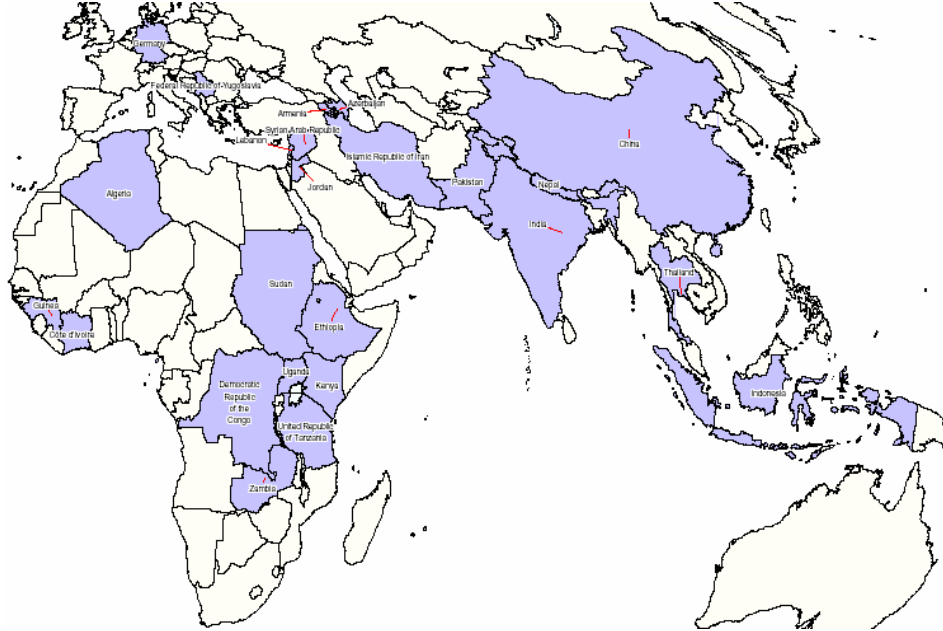 Germany
Federal Republic of Yugoslavia
Azerbaijan
Armenia
Syrian Arab Republic
Lebanon
Islamic Republic of Iran
China
Jordan
Pakistan
Nepal
Algeria
India
Thailand
Sudan
Guinea
Ethiopia
Côte d'Ivoire
Uganda
Kenya
Democratic
Republic
of the
Congo
Indonesia
United Republic
of Tanzania
Zambia